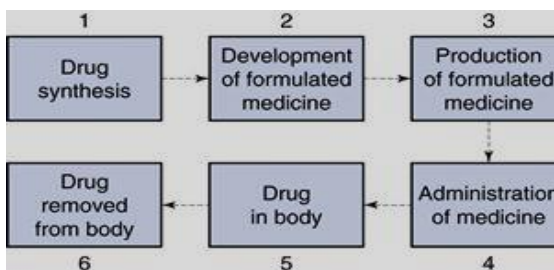 1
2
3
Drug
synthesis
Development
of formulated
medicine
Production
of formulated
medicine
Drug
removed
from body
Drug
in body
Administration
of medicine
6
5
4